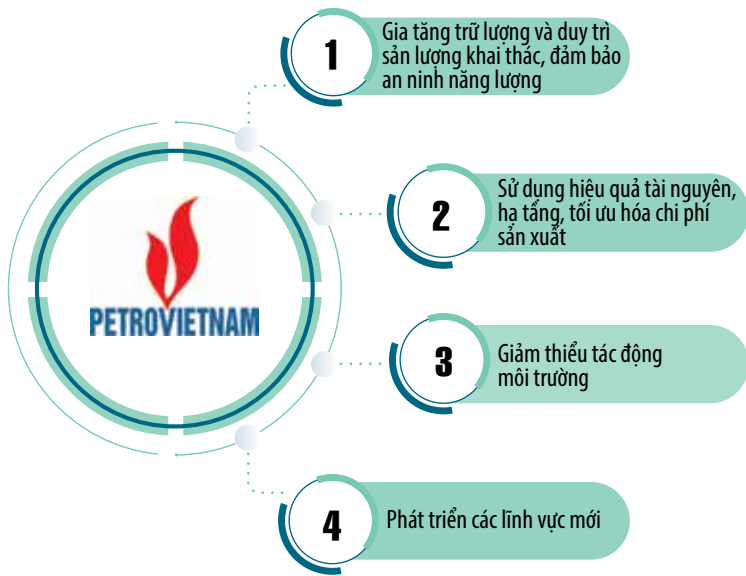 1
Gia tăng trữ lượng và duy trì
sản lượng khai thác, đảm bảo
an ninh năng lượng
2
Sử dụng hiệu quả tài nguyên,
hạ tầng, tối ưu hóa chi phí
sản xuất
PETROVIETNAM
3
Giảm thiểu tác động
môi trường
4
Phát triển các lĩnh vực mới